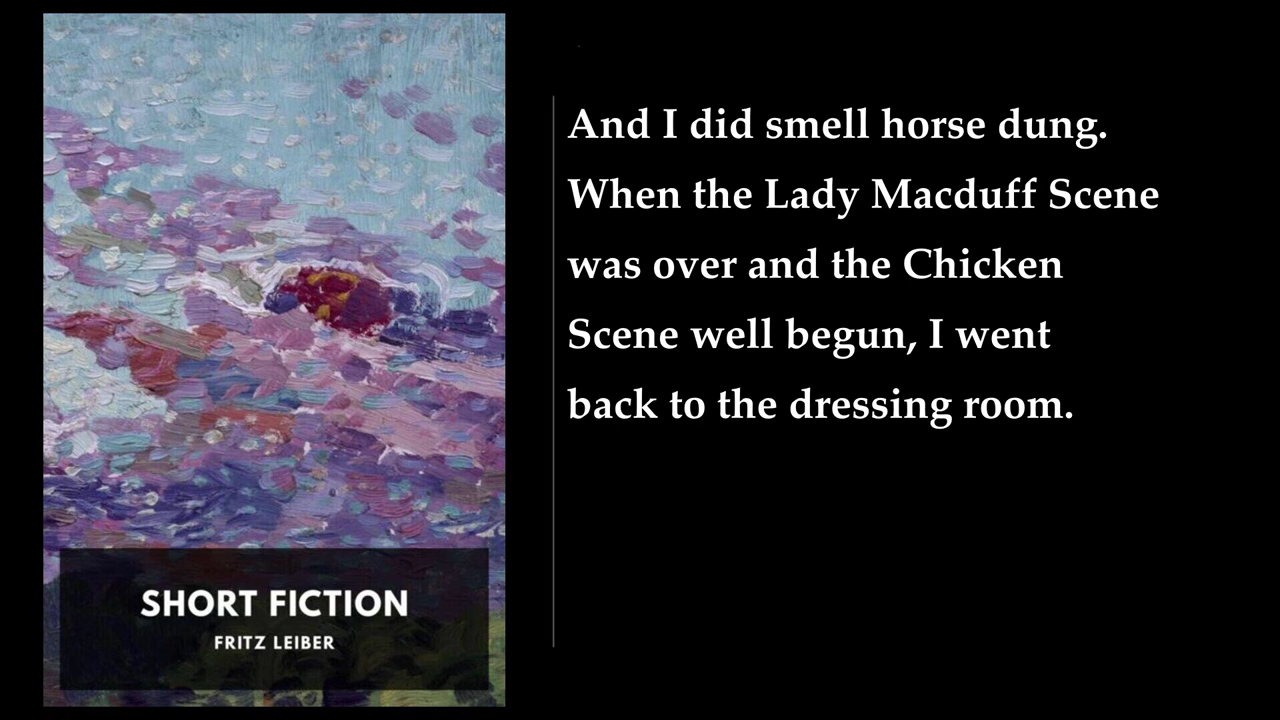 And I did smell horse dung.
When the Lady Macduff Scene
was over and the Chicken
Scene well begun, I went
back to the dressing room.
SHORT FICTION
FRITZ LEIBER